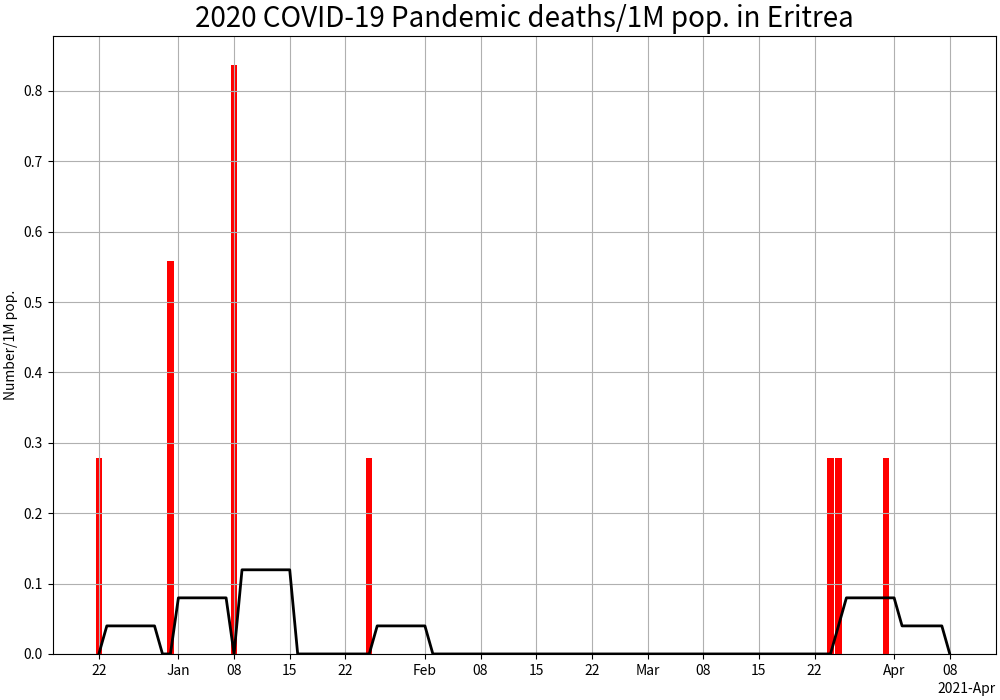 2020 COVID-19 Pandemic deaths/1M pop. in Eritrea
Number/1M pop.
0.8
0.7
0.6
0.5
0.4
0.3
0.2
0.1
0.0
22 Jan 08 15 22 Feb 08 15 22 Mar 08 15 22 Apr 08
2021-Apr